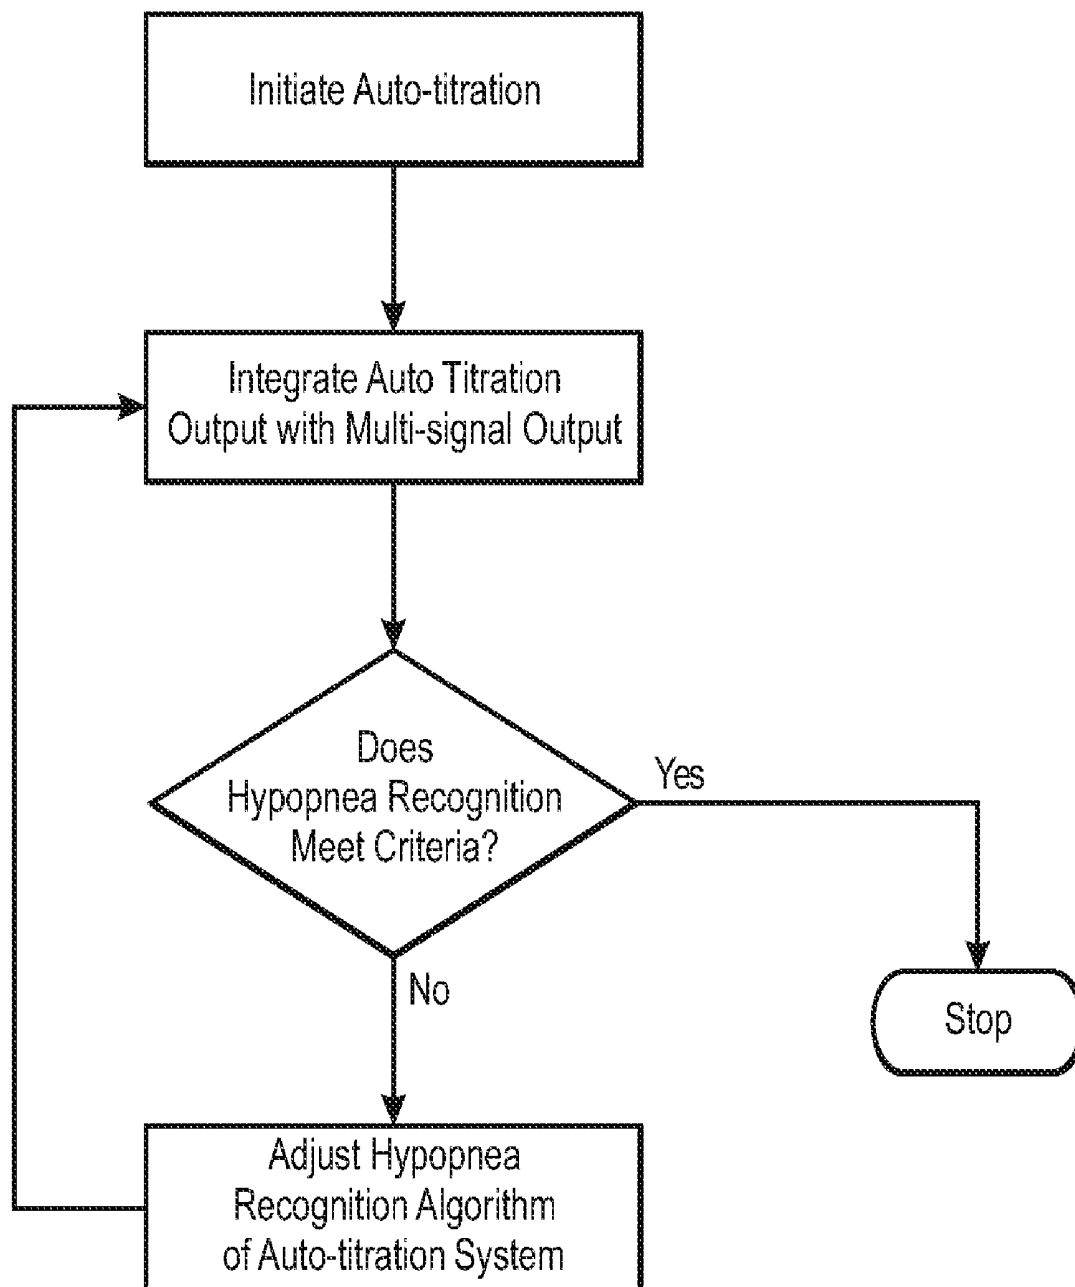 Initiate Auto-titration
Integrate Auto Titration
Output with Multi-signal Output
Does
Hypopnea Recognition
Meet Criteria?
Yes
No
Stop
Adjust Hypopnea
Recognition Algorithm
of Auto-titration System